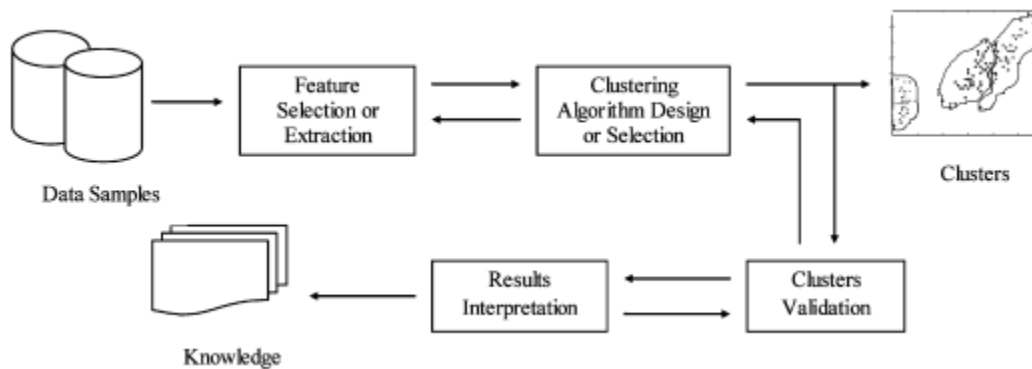 Data Samples
Feature
Selection or
Extraction
Clustering
Algorithm Design
or Selection
Clusters
Clusters
Validation
Results
Interpretation
Knowledge